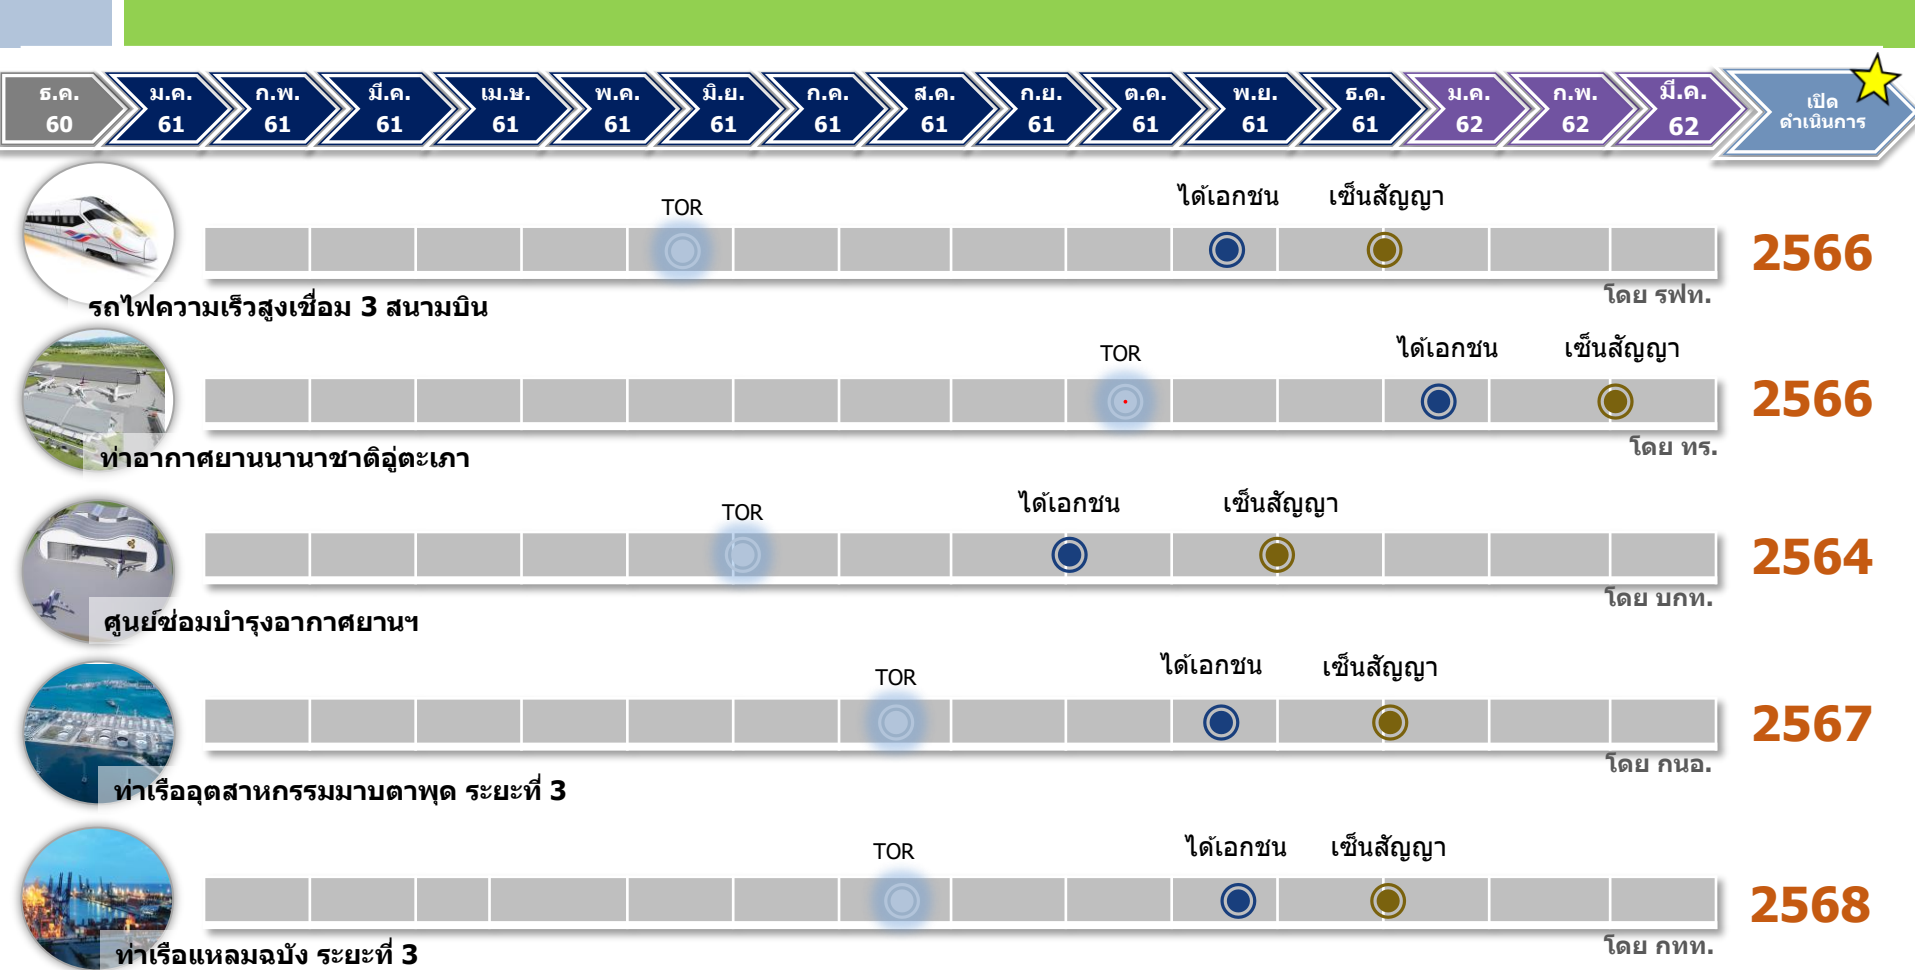 ธ.ค. ม.ค. ก.พ. มี.ค. เม.ษ. พ.ค. มิ.ย. ก.ค. ส.ค. ก.ย. ต.ค. พ.ย. ธ.ค. ม.ค. ก.พ. มี.ค. เปิด
60 61 61 61 61 61 61 61 61 61 61 61 61 62 62 62 ดำเนินการ
TOR ได้เอกชน เซ็นสัญญา
2566
โดย รฟท.
รถไฟความเร็วสูงเชื่อม 3 สนามบิน
TOR ได้เอกชน เซ็นสัญญา
2566
โดย ทร.
ท่าอากาศยานนานาชาติอู่ตะเภา
TOR ได้เอกชน เซ็นสัญญา
2564
โดย บกท.
ศูนย์ซ่อมบำรุงอากาศยานฯ
TOR ได้เอกชน เซ็นสัญญา
2567
โดย กนอ.
ท่าเรืออุตสาหกรรมมาบตาพุด ระยะที่ 3
TOR ได้เอกชน เซ็นสัญญา
2568
โดย กทท.
ท่าเรือแหลมฉบัง ระยะที่ 3